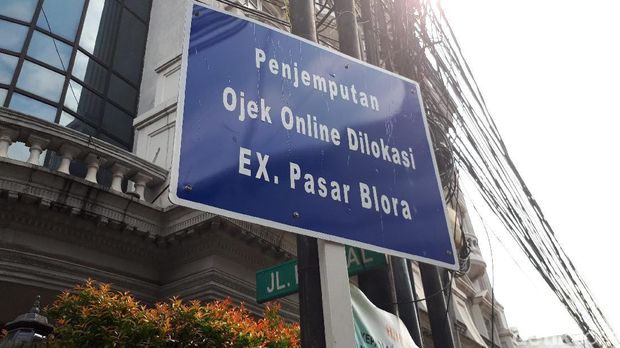 Penjemputan
Ojek Online Dilokasi
EX. Pasar Blora
JL.